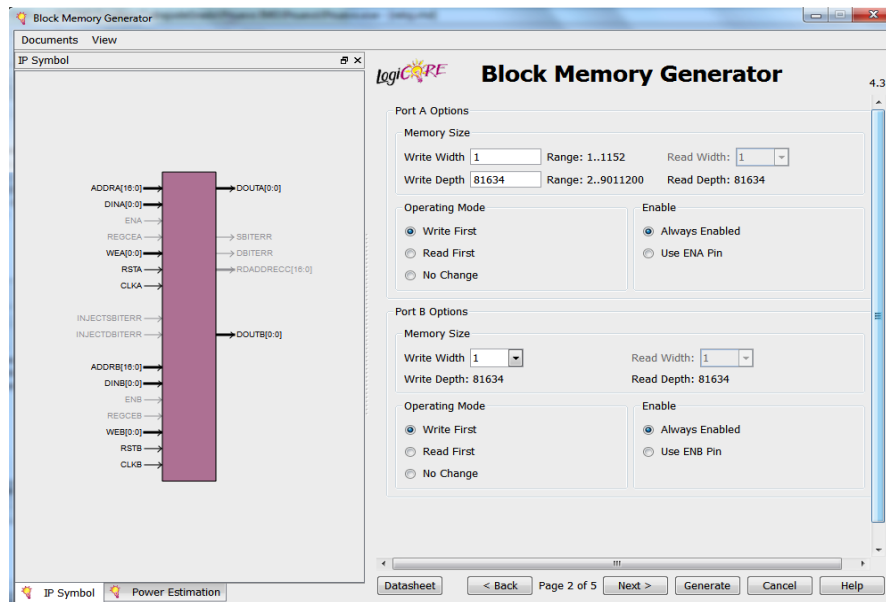 Block Memory Generator
Documents View
IP Symbol
ADDRA[16:0]
DINA[0:0]
ENA
REGCEA
WEA[0:0]
RSTA
CLKA
INJECTSBITERR
INJECTDBITERR
ADDRB[16:0]
DINB[0:0]
ENB
REGCEB
WEB[0:0]
RSTB
CLKB
DOUTA[0:0]
SBITERR
DBITERR
RDADDRECC[16:0]
DOUTB[0:0]
IP Symbol Power Estimation
LogiCORE
Block Memory Generator
4.3
Port A Options
Memory Size
Write Width 1 Range: 1..1152 Read Width: 1
Write Depth 81634 Range: 2..9011200 Read Depth: 81634
Operating Mode Enable
Write First Always Enabled
Read First Use ENA Pin
No Change
Port B Options
Memory Size
Write Width 1 Read Width: 1
Write Depth: 81634 Read Depth: 81634
Operating Mode Enable
Write First Always Enabled
Read First Use ENB Pin
No Change
Datasheet < Back Page 2 of 5 Next > Generate Cancel Help